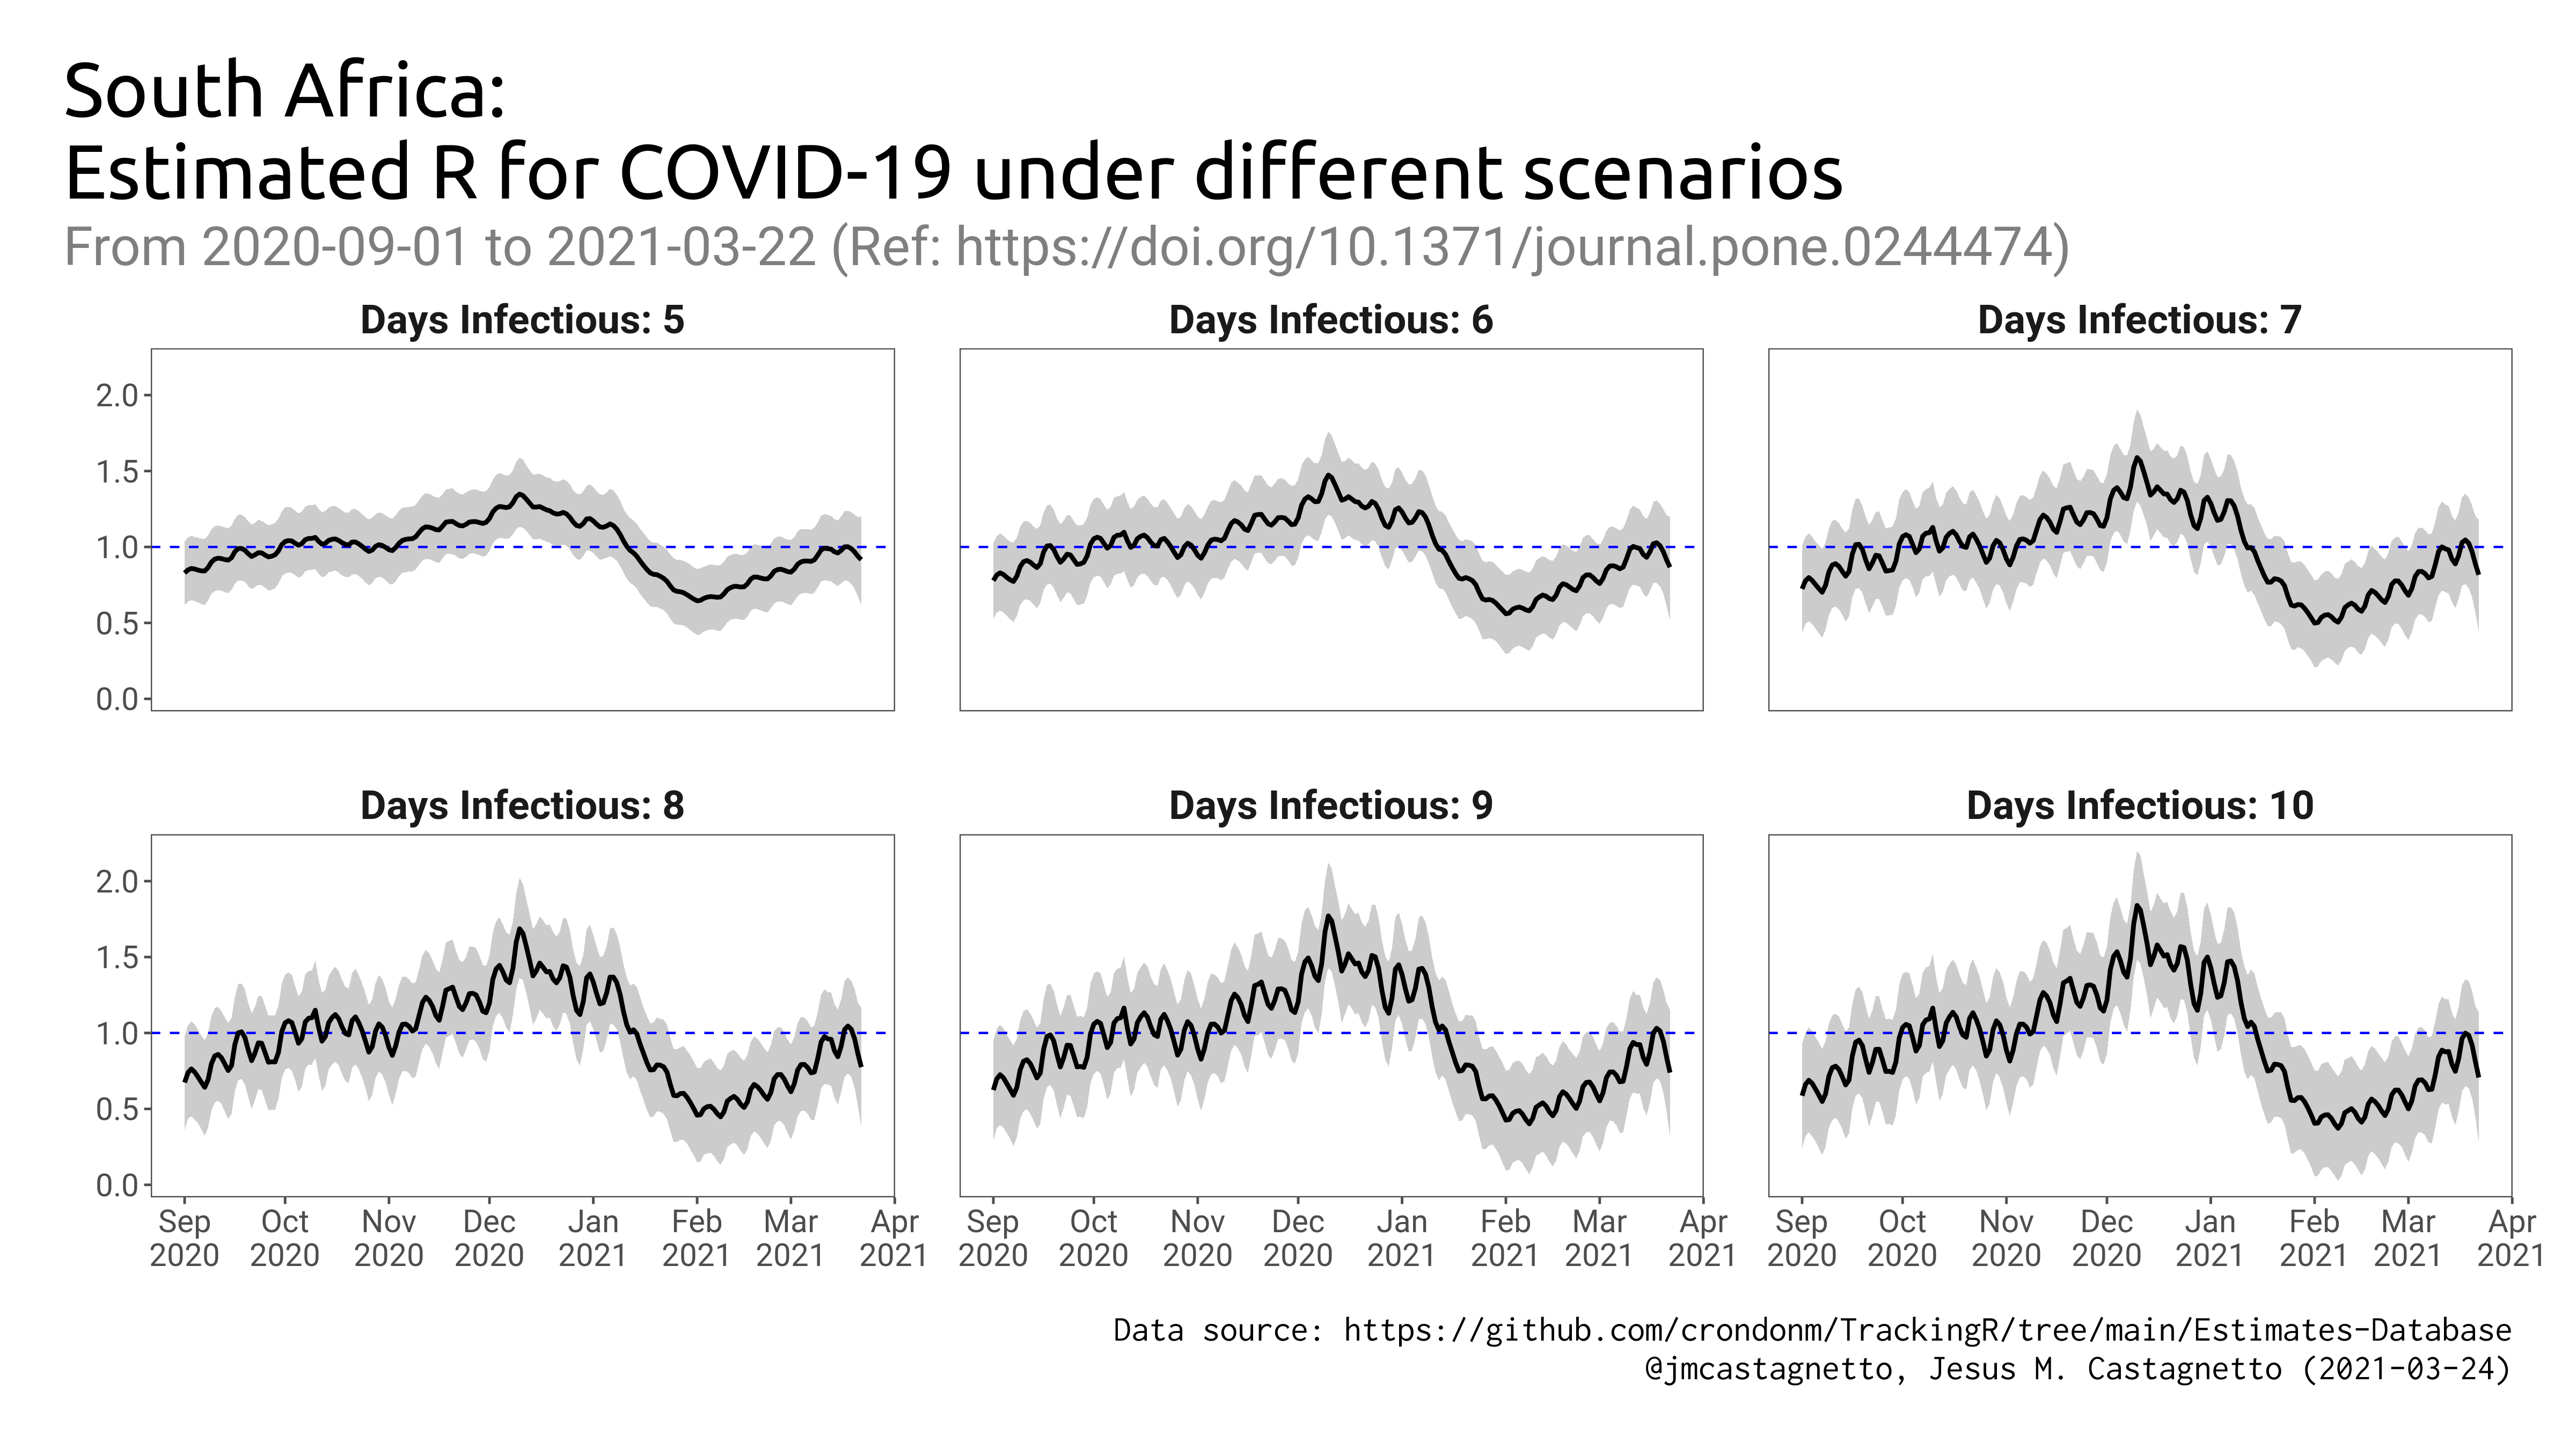 South Africa:
Estimated R for COVID-19 under different scenarios
From 2020-09-01 to 2021-03-22 (Ref: https://doi.org/10.1371/journal.pone.0244474)
Days Infectious: 5
Days Infectious: 6
Days Infectious: 7
2.0
1.5
1.0
0.5
0.0
Days Infectious: 8
Days Infectious: 9
Days Infectious: 10
2.0
1.5
1.0
0.5
0.0
Sep Oct Nov Dec Jan Feb Mar Apr
2020 2020 2020 2020 2021 2021 2021 2021
Sep Oct Nov Dec Jan Feb Mar Apr
2020 2020 2020 2020 2021 2021 2021 2021
Sep Oct Nov Dec Jan Feb Mar Apr
2020 2020 2020 2020 2021 2021 2021 2021
Data source: https://github.com/crondonm/TrackingR/tree/main/Estimates-Database
@jmcastagnetto, Jesus M. Castagnetto (2021-03-24)